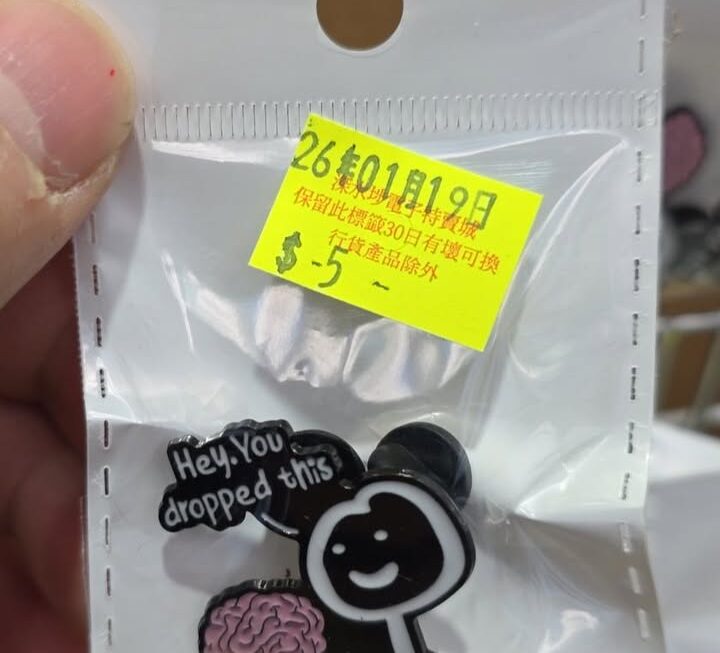 26年01月19日
深水埗電子特賣城
保留此標籤30日有壞可換
行貨產品除外
$-5-
Hey.You
dropped this